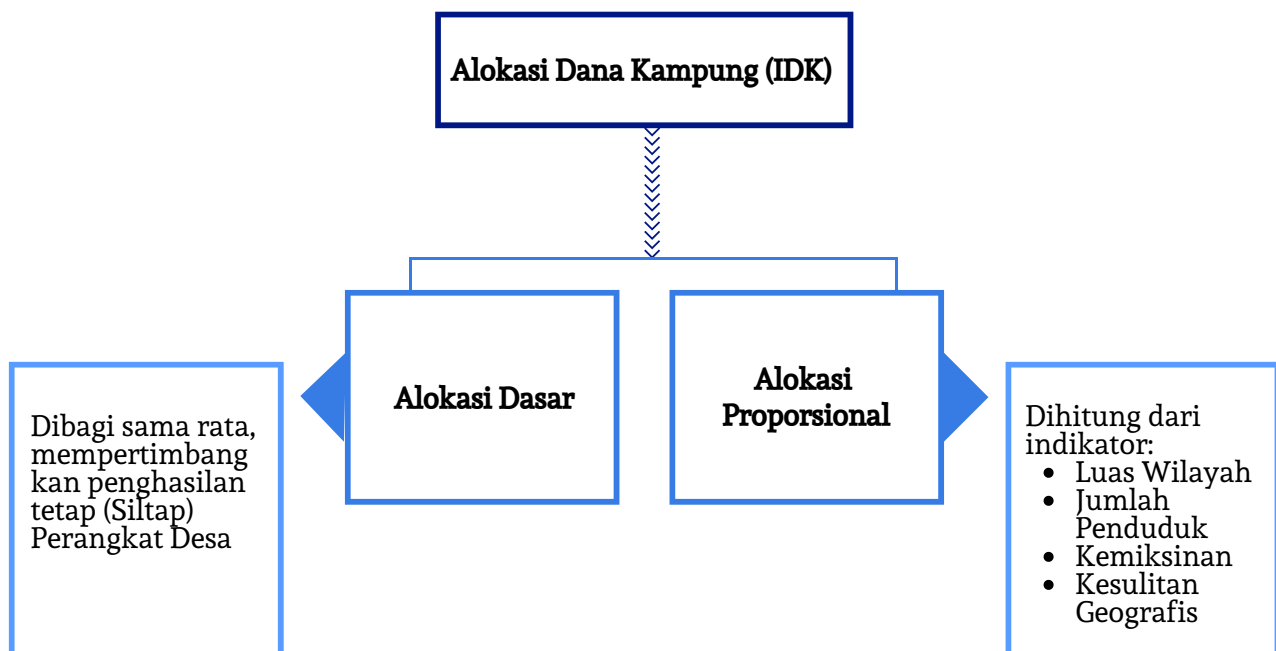 Alokasi Dana Kampung (IDK)
Alokasi Dasar
Alokasi
Proporsional
Dibagi sama rata,
mempertimbang
kan penghasilan
tetap (Siltap)
Perangkat Desa
Dihitung dari
indikator:
• Luas Wilayah
• Jumlah
Penduduk
• Kemiksinan
• Kesulitan
Geografis